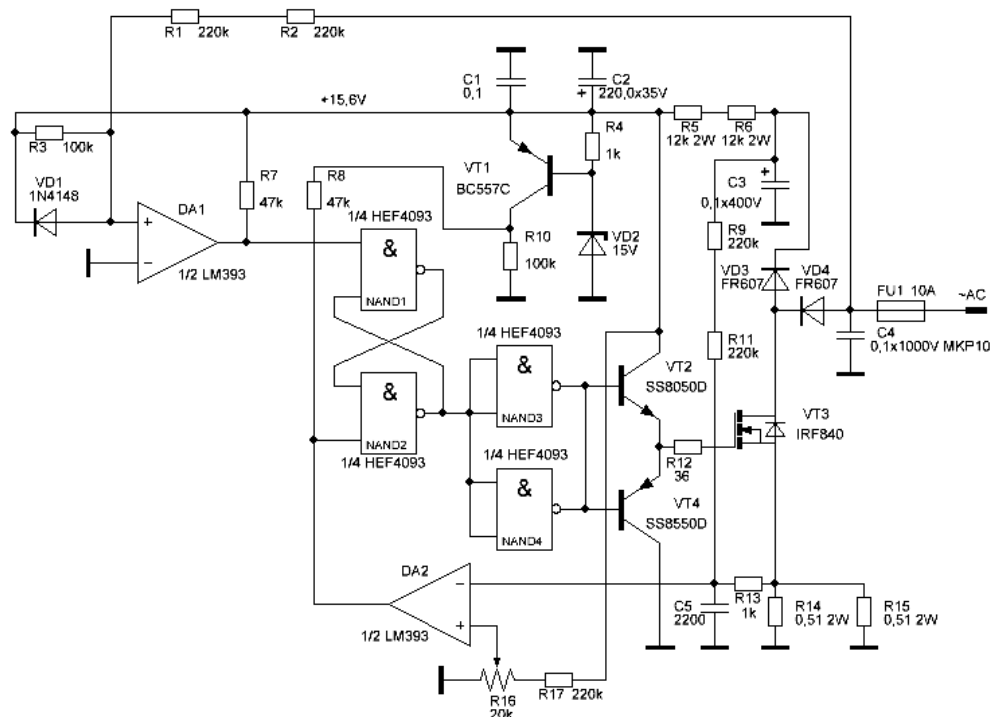 R1 220k
R2 220k
C1
0,1
C2
+ 220,0x35V
+15,6V
R3 100k
R4
1k
R5
12k 2W
R6
12k 2W
VD1
1N4148
R7
47k
R8
47k
VT1
BC557C
C3
+
0,1x400V
DA1
+
-
1/2 LM393
1/4 HEF4093
&
NAND1
R10
100k
VD2
15V
R9
220k
VD3
FR607
VD4
FR607
FU1 10A
~AC
C4
0,1x1000V MKP10
R11
220k
1/4 HEF4093
&
NAND3
&
NAND2
1/4 HEF4093
1/4 HEF4093
&
NAND4
VT2
SS8050D
R12
36
VT3
IRF840
VT4
SS8550D
DA2
-
+
1/2 LM393
C5
2200
R13
1k
R14
0,51 2W
R15
0,51 2W
R16
20k
R17 220k